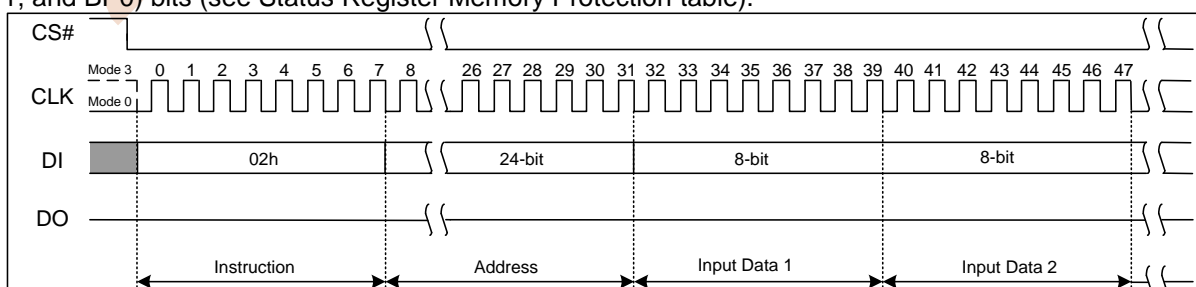 1, and BP0) bits (see Status Register Memory Protection table).
CS#
Mode 3 0 1 2 3 4 5 6 7 8 26 27 28 29 30 31 32 33 34 35 36 37 38 39 40 41 42 43 44 45 46 47
CLK
Mode 0
DI 02h 24-bit 8-bit 8-bit
DO
Instruction Address Input Data 1 Input Data 2